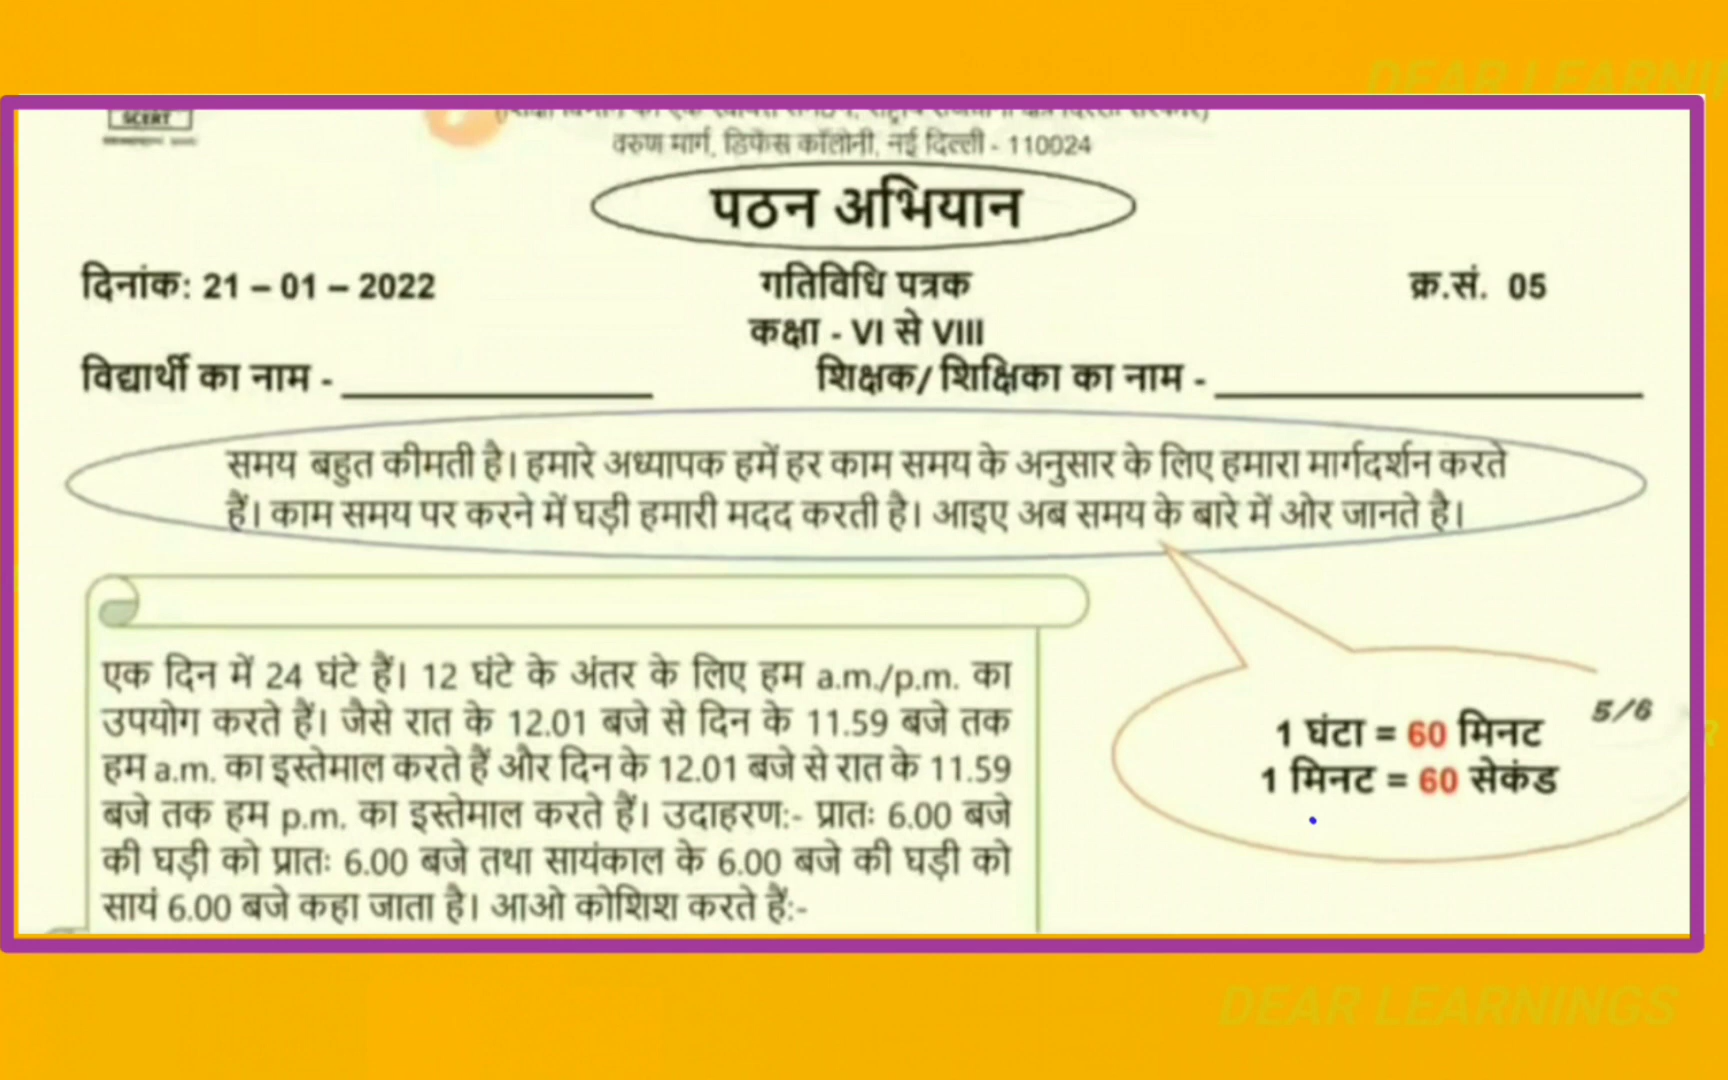 DEAR LEARNI
SCERT
वरुण मार्ग, डिफेंस कॉलोनी, नई दिल्ली - 110024
पठन अभियान
दिनांक: 21 – 01 – 2022 गतिविधि पत्रक क्र.सं. 05
कक्षा - VI से VIII
विद्यार्थी का नाम - शिक्षक/ शिक्षिका का नाम -
समय बहुत कीमती है। हमारे अध्यापक हमें हर काम समय के अनुसार के लिए हमारा मार्गदर्शन करते
हैं। काम समय पर करने में घड़ी हमारी मदद करती है। आइए अब समय के बारे में ओर जानते है।
एक दिन में 24 घंटे हैं। 12 घंटे के अंतर के लिए हम a.m./p.m. का
उपयोग करते हैं। जैसे रात के 12.01 बजे से दिन के 11.59 बजे तक
हम a.m. का इस्तेमाल करते हैं और दिन के 12.01 बजे से रात के 11.59
बजे तक हम p.m. का इस्तेमाल करते हैं। उदाहरण:- प्रातः 6.00 बजे
की घड़ी को प्रातः 6.00 बजे तथा सायंकाल के 6.00 बजे की घड़ी को
सायं 6.00 बजे कहा जाता है। आओ कोशिश करते हैं:-
5/6
1 घंटा = 60 मिनट
1 मिनट = 60 सेकंड
DEAR LEARNINGS